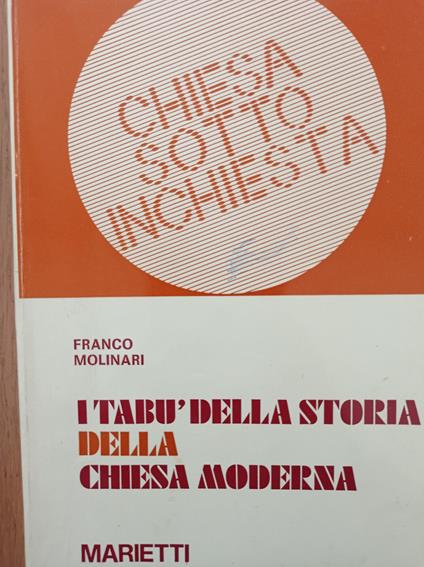 CHIESA
SOTTO
INCHIESTA
FRANCO
MOLINARI
I TABU' DELLA STORIA
DELLA
CHIESA MODERNA
MARIETTI